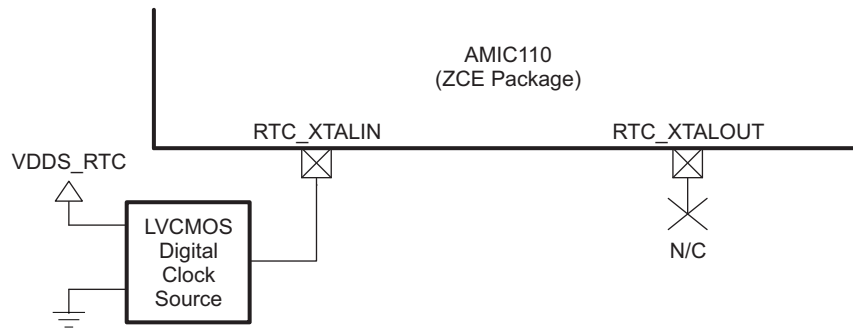 AMIC110
(ZCE Package)
RTC_XTALIN
RTC_XTALOUT
VDDS_RTC
LVCMOS
Digital
Clock
Source
N/C